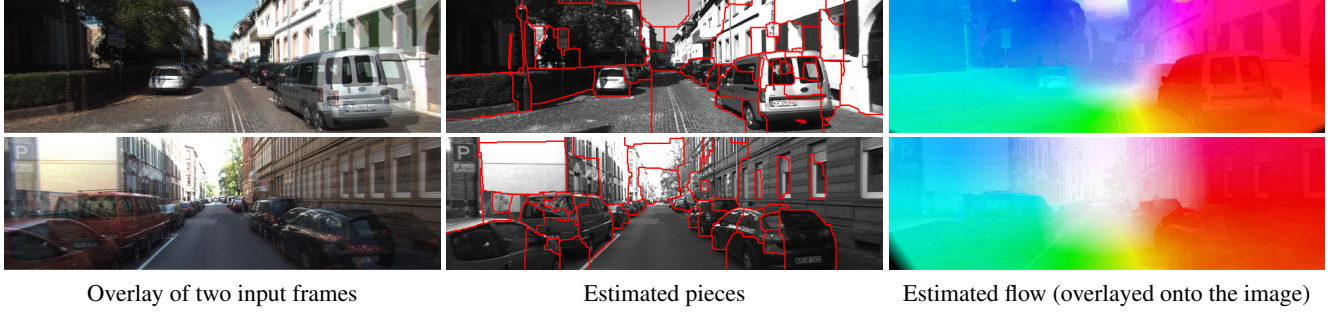 P
Overlay of two input frames
Estimated pieces
Estimated flow (overlayed onto the image)